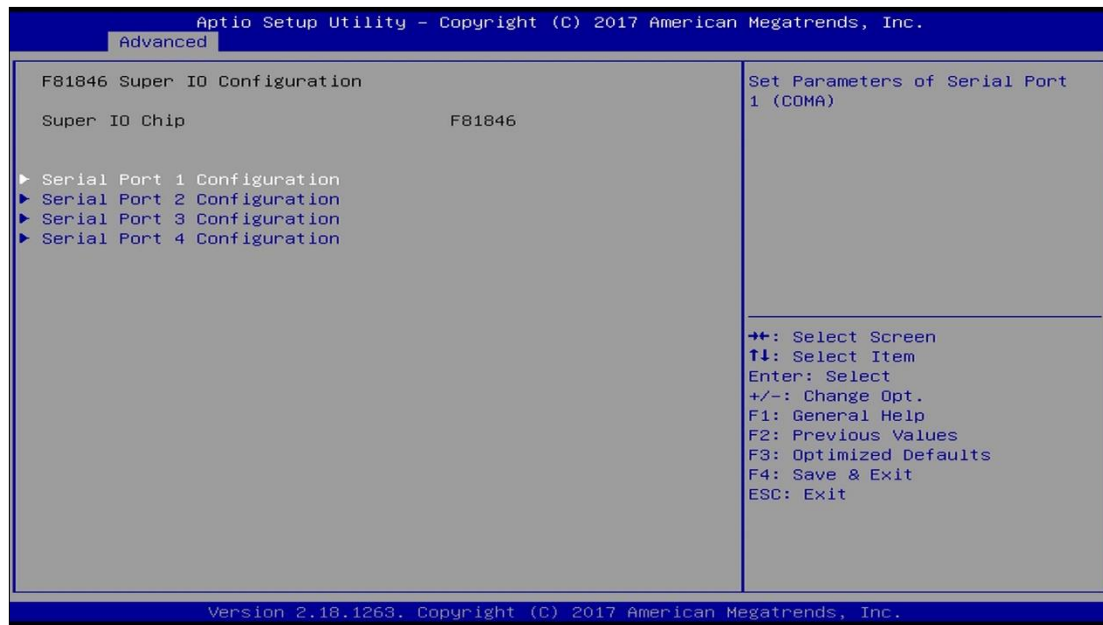 Aptio Setup Utility – Copyright (C) 2017 American Megatrends, Inc.
Advanced
F81846 Super IO Configuration
Super IO Chip F81846
▶ Serial Port 1 Configuration
▶ Serial Port 2 Configuration
▶ Serial Port 3 Configuration
▶ Serial Port 4 Configuration
Set Parameters of Serial Port
1 (COMA)
→←: Select Screen
↑↓: Select Item
Enter: Select
+/-: Change Opt.
F1: General Help
F2: Previous Values
F3: Optimized Defaults
F4: Save & Exit
ESC: Exit
Version 2.18.1263. Copyright (C) 2017 American Megatrends, Inc.